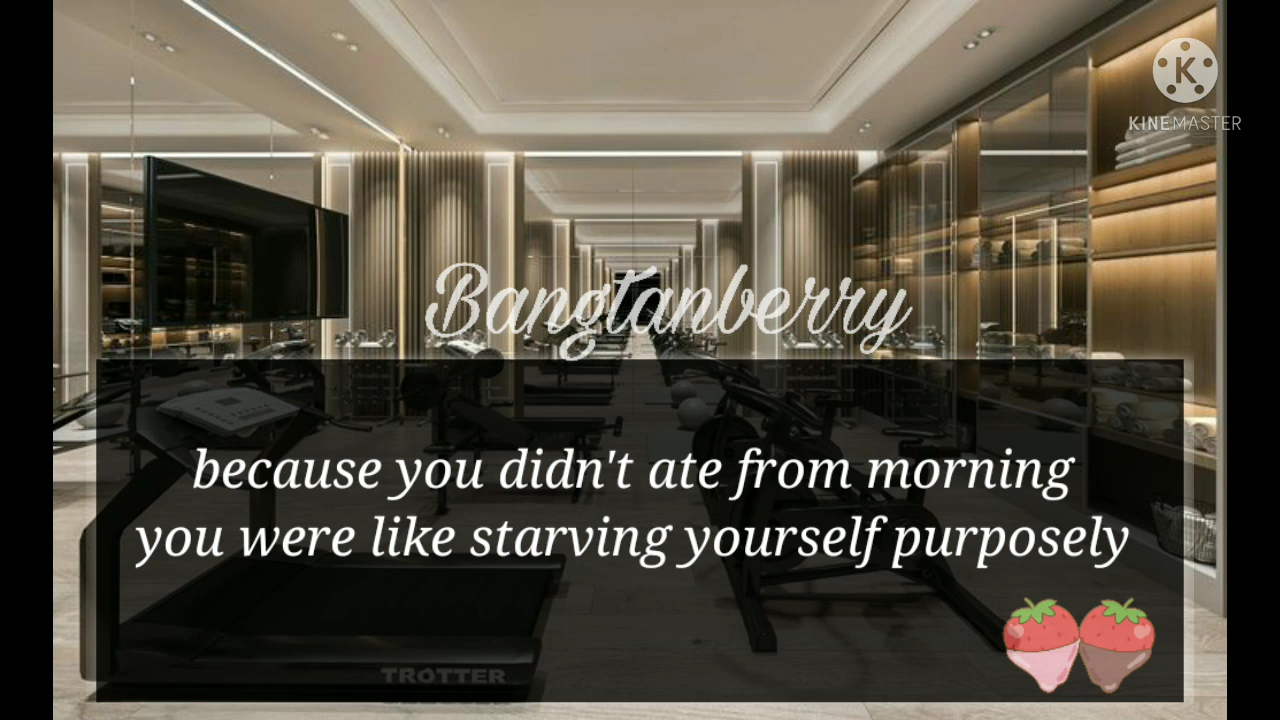 K
KINEMASTER
Bangtanberry
because you didn't ate from morning
you were like starving yourself purposely
TROTTER